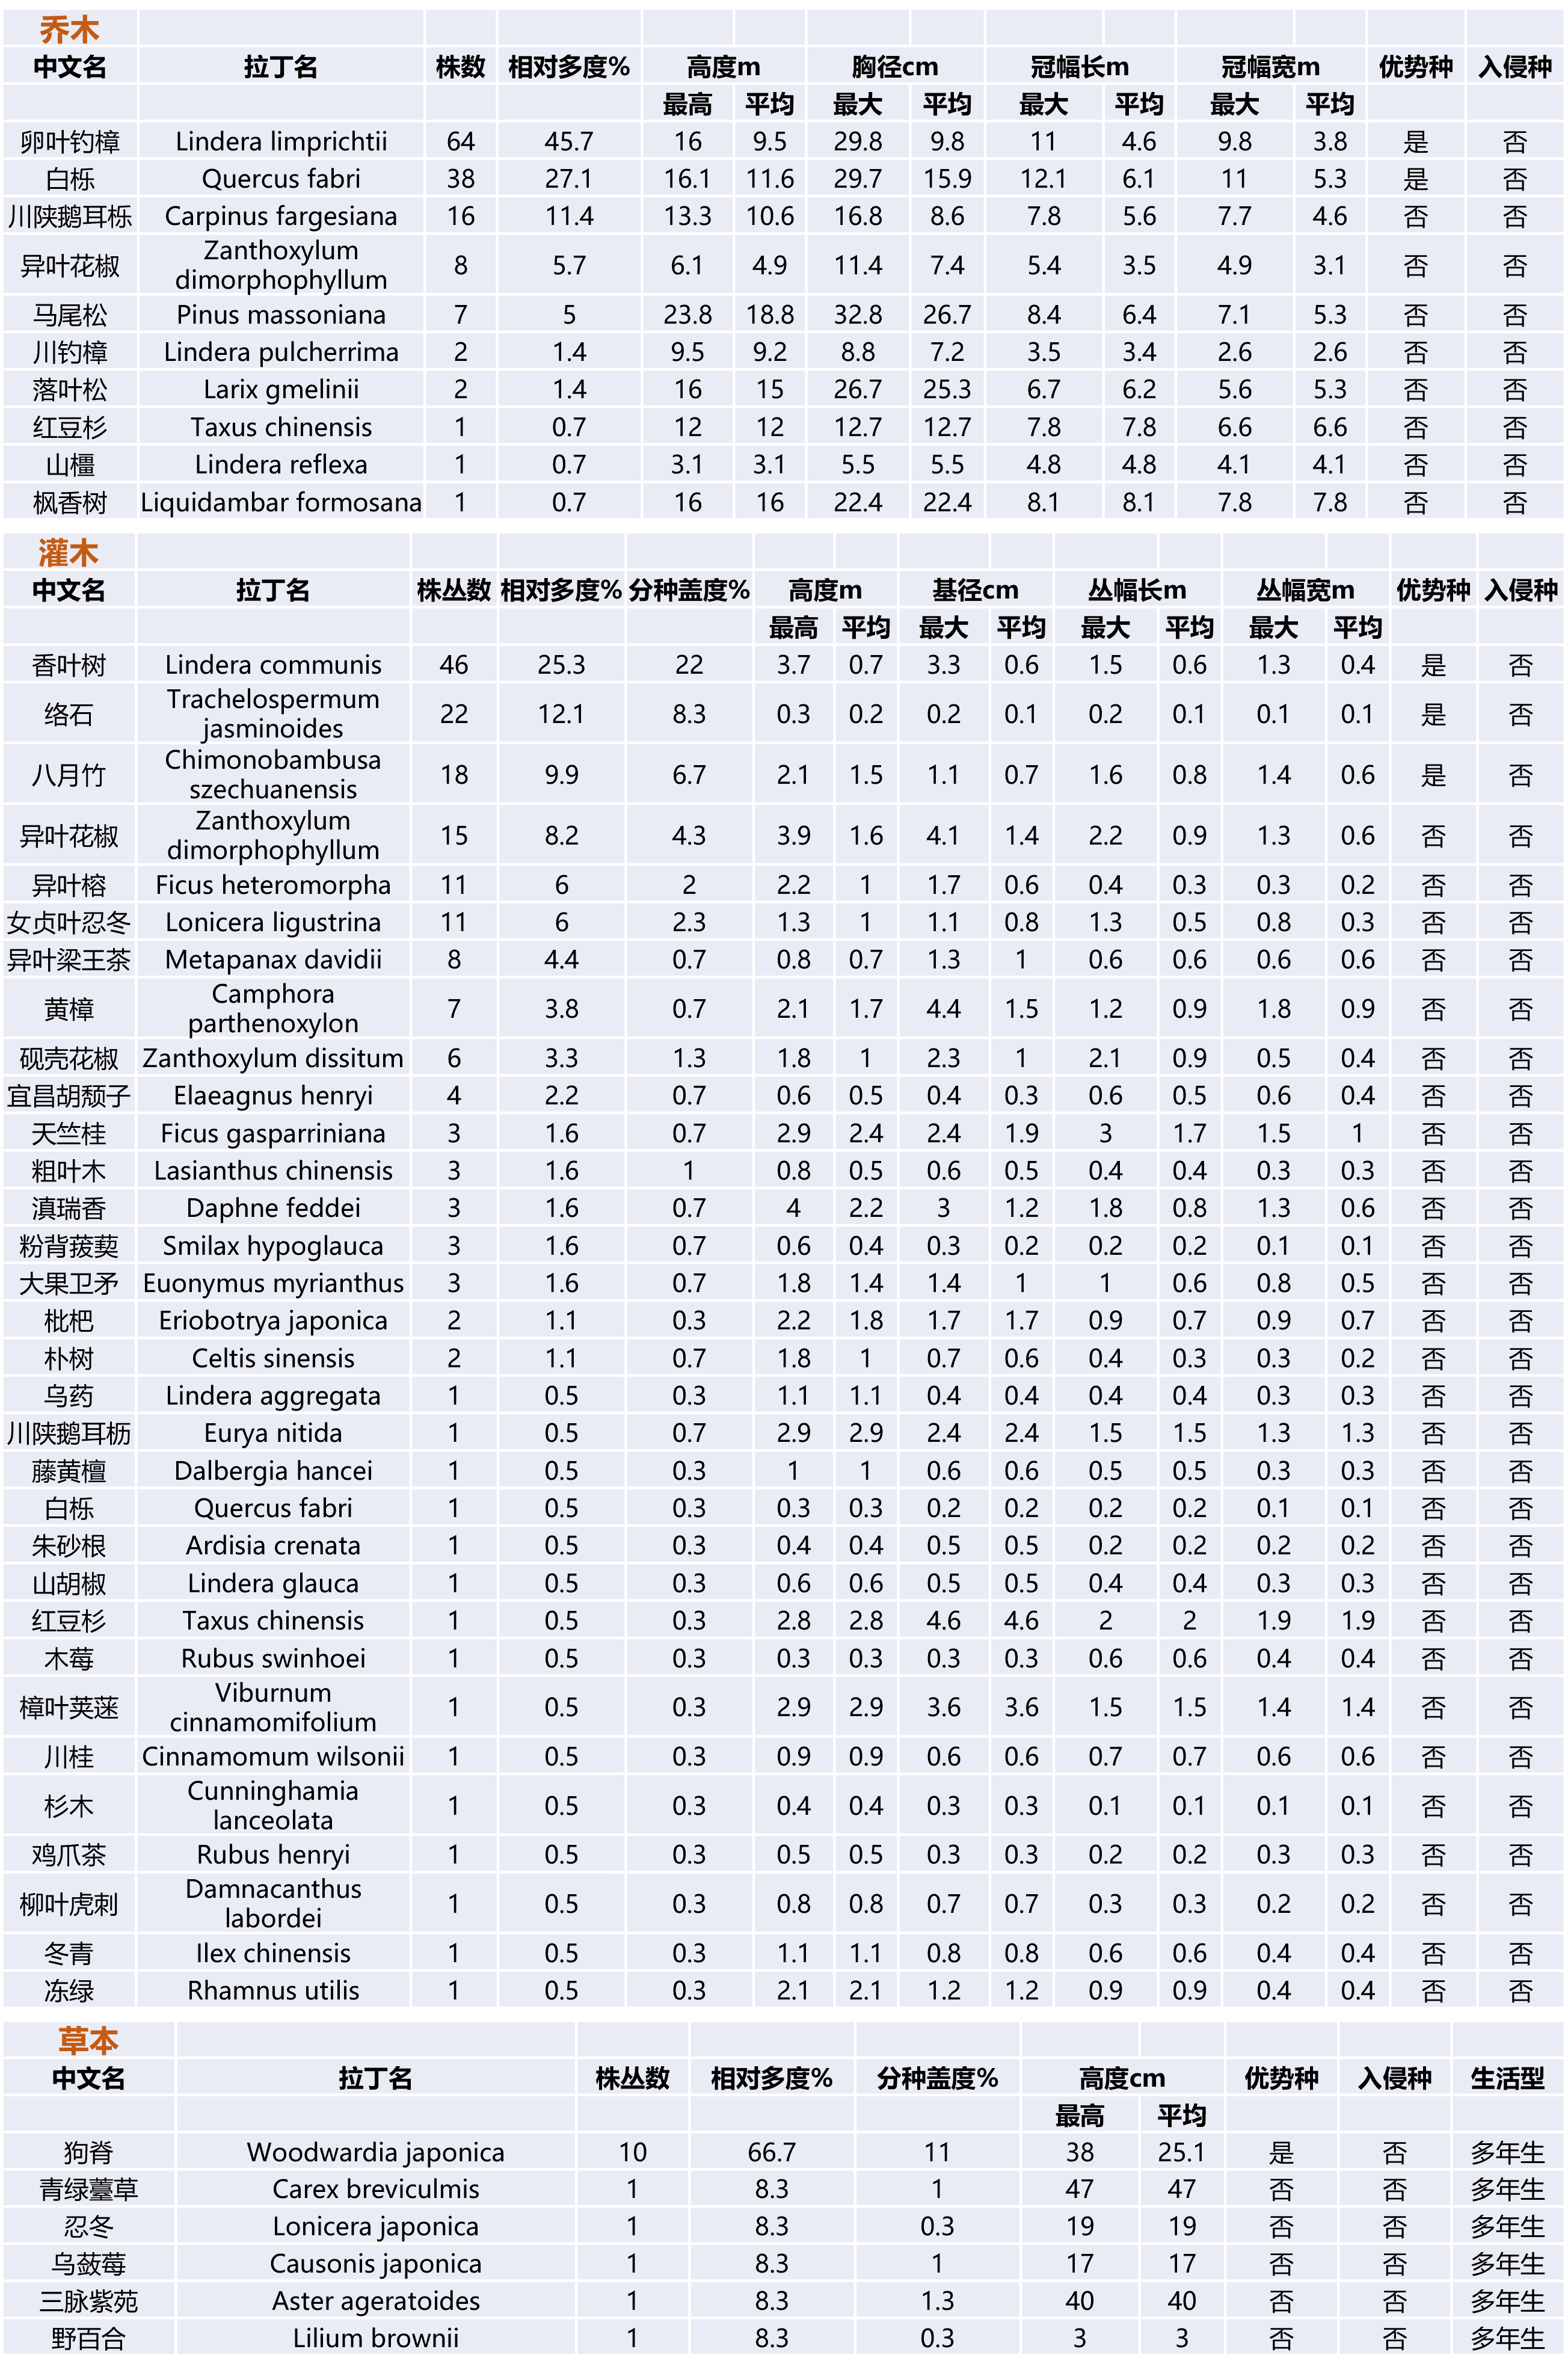 乔木
中文名 拉丁名 株数 相对多度% 高度m 胸径cm 冠幅长m 冠幅宽m 优势种 入侵种
最高 平均 最大 平均 最大 平均 最大 平均
卵叶钓樟 Lindera limprichtii 64 45.7 16 9.5 29.8 9.8 11 4.6 9.8 3.8 是 否
白栎 Quercus fabri 38 27.1 16.1 11.6 29.7 15.9 12.1 6.1 11 5.3 是 否
川陕鹅耳栎 Carpinus fargesiana 16 11.4 13.3 10.6 16.8 8.6 7.8 5.6 7.7 4.6 否 否
异叶花椒 Zanthoxylum dimorphophyllum 8 5.7 6.1 4.9 11.4 7.4 5.4 3.5 4.9 3.1 否 否
马尾松 Pinus massoniana 7 5 23.8 18.8 32.8 26.7 8.4 6.4 7.1 5.3 否 否
川钓樟 Lindera pulcherrima 2 1.4 9.5 9.2 8.8 7.2 3.5 3.4 2.6 2.6 否 否
落叶松 Larix gmelinii 2 1.4 16 15 26.7 25.3 6.7 6.2 5.6 5.3 否 否
红豆杉 Taxus chinensis 1 0.7 12 12 12.7 12.7 7.8 7.8 6.6 6.6 否 否
山橿 Lindera reflexa 1 0.7 3.1 3.1 5.5 5.5 4.8 4.8 4.1 4.1 否 否
枫香树 Liquidambar formosana 1 0.7 16 16 22.4 22.4 8.1 8.1 7.8 7.8 否 否
灌木
中文名 拉丁名 株丛数 相对多度% 分种盖度% 高度m 基径cm 丛幅长m 丛幅宽m 优势种 入侵种
最高 平均 最大 平均 最大 平均 最大 平均
香叶树 Lindera communis 46 25.3 22 3.7 0.7 3.3 0.6 1.5 0.6 1.3 0.4 是 否
络石 Trachelospermum jasminoides 22 12.1 8.3 0.3 0.2 0.2 0.1 0.2 0.1 0.1 0.1 是 否
八月竹 Chimonobambusa szechuanensis 18 9.9 6.7 2.1 1.5 1.1 0.7 1.6 0.8 1.4 0.6 是 否
异叶花椒 Zanthoxylum dimorphophyllum 15 8.2 4.3 3.9 1.6 4.1 1.4 2.2 0.9 1.3 0.6 否 否
异叶榕 Ficus heteromorpha 11 6 2 2.2 1 1.7 0.6 0.4 0.3 0.3 0.2 否 否
女贞叶忍冬 Lonicera ligustrina 11 6 2.3 1.3 1 1.1 0.8 1.3 0.5 0.8 0.3 否 否
异叶梁王茶 Metapanax davidii 8 4.4 0.7 0.8 0.7 1.3 1 0.6 0.6 0.6 0.6 否 否
黄樟 Camphora parthenoxylon 7 3.8 0.7 2.1 1.7 4.4 1.5 1.2 0.9 1.8 0.9 否 否
砚壳花椒 Zanthoxylum dissitum 6 3.3 1.3 1.8 1 2.3 1 2.1 0.9 0.5 0.4 否 否
宜昌胡颓子 Elaeagnus henryi 4 2.2 0.7 0.6 0.5 0.4 0.3 0.6 0.5 0.6 0.4 否 否
天竺桂 Ficus gasparriniana 3 1.6 0.7 2.9 2.4 2.4 1.9 3 1.7 1.5 1 否 否
粗叶木 Lasianthus chinensis 3 1.6 1 0.8 0.5 0.6 0.5 0.4 0.4 0.3 0.3 否 否
滇瑞香 Daphne feddei 3 1.6 0.7 4 2.2 3 1.2 1.8 0.8 1.3 0.6 否 否
粉背菝葜 Smilax hypoglauca 3 1.6 0.7 0.6 0.4 0.3 0.2 0.2 0.2 0.1 0.1 否 否
大果卫矛 Euonymus myrianthus 3 1.6 0.7 1.8 1.4 1.4 1 1 0.6 0.8 0.5 否 否
枇杷 Eriobotrya japonica 2 1.1 0.3 2.2 1.8 1.7 1.7 0.9 0.7 0.9 0.7 否 否
朴树 Celtis sinensis 2 1.1 0.7 1.8 1 0.7 0.6 0.4 0.3 0.3 0.2 否 否
乌药 Lindera aggregata 1 0.5 0.3 1.1 1.1 0.4 0.4 0.4 0.4 0.3 0.3 否 否
川陕鹅耳枥 Eurya nitida 1 0.5 0.7 2.9 2.9 2.4 2.4 1.5 1.5 1.3 1.3 否 否
藤黄檀 Dalbergia hancei 1 0.5 0.3 1 1 0.6 0.6 0.5 0.5 0.3 0.3 否 否
白栎 Quercus fabri 1 0.5 0.3 0.3 0.3 0.2 0.2 0.2 0.2 0.1 0.1 否 否
朱砂根 Ardisia crenata 1 0.5 0.3 0.4 0.4 0.5 0.5 0.2 0.2 0.2 0.2 否 否
山胡椒 Lindera glauca 1 0.5 0.3 0.6 0.6 0.5 0.5 0.4 0.4 0.3 0.3 否 否
红豆杉 Taxus chinensis 1 0.5 0.3 2.8 2.8 4.6 4.6 2 2 1.9 1.9 否 否
木莓 Rubus swinhoei 1 0.5 0.3 0.3 0.3 0.3 0.3 0.6 0.6 0.4 0.4 否 否
樟叶荚蒾 Viburnum cinnamomifolium 1 0.5 0.3 2.9 2.9 3.6 3.6 1.5 1.5 1.4 1.4 否 否
川桂 Cinnamomum wilsonii 1 0.5 0.3 0.9 0.9 0.6 0.6 0.7 0.7 0.6 0.6 否 否
杉木 Cunninghamia lanceolata 1 0.5 0.3 0.4 0.4 0.3 0.3 0.1 0.1 0.1 0.1 否 否
鸡爪茶 Rubus henryi 1 0.5 0.3 0.5 0.5 0.3 0.3 0.2 0.2 0.3 0.3 否 否
柳叶虎刺 Damnacanthus labordei 1 0.5 0.3 0.8 0.8 0.7 0.7 0.3 0.3 0.2 0.2 否 否
冬青 Ilex chinensis 1 0.5 0.3 1.1 1.1 0.8 0.8 0.6 0.6 0.4 0.4 否 否
冻绿 Rhamnus utilis 1 0.5 0.3 2.1 2.1 1.2 1.2 0.9 0.9 0.4 0.4 否 否
草本
中文名 拉丁名 株丛数 相对多度% 分种盖度% 高度cm 优势种 入侵种 生活型
最高 平均
狗脊 Woodwardia japonica 10 66.7 11 38 25.1 是 否 多年生
青绿薹草 Carex breviculmis 1 8.3 1 47 47 否 否 多年生
忍冬 Lonicera japonica 1 8.3 0.3 19 19 否 否 多年生
乌蔹莓 Causonis japonica 1 8.3 1 17 17 否 否 多年生
三脉紫苑 Aster ageratoides 1 8.3 1.3 40 40 否 否 多年生
野百合 Lilium brownii 1 8.3 0.3 3 3 否 否 多年生